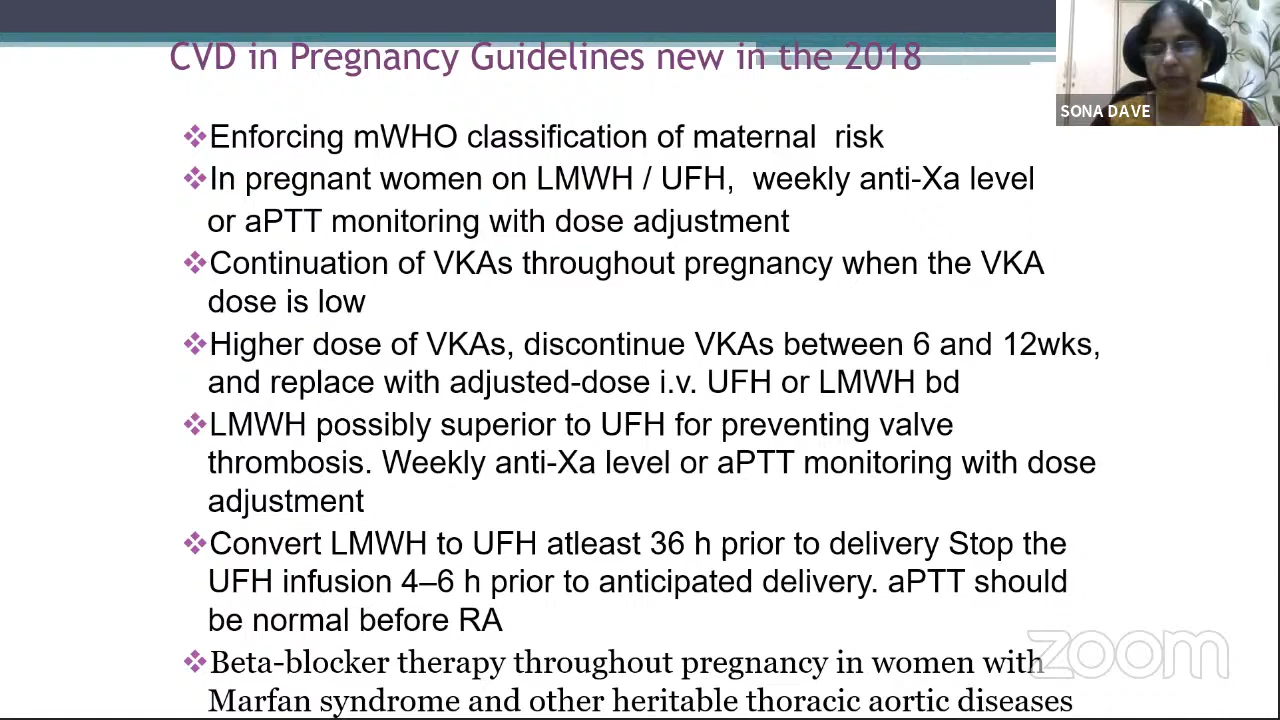 CVD in Pregnancy Guidelines new in the 2018
SONA DAVE
❖Enforcing mWHO classification of maternal risk
❖In pregnant women on LMWH / UFH, weekly anti-Xa level
or aPTT monitoring with dose adjustment
❖Continuation of VKAs throughout pregnancy when the VKA
dose is low
❖Higher dose of VKAs, discontinue VKAs between 6 and 12wks,
and replace with adjusted-dose i.v. UFH or LMWH bd
❖LMWH possibly superior to UFH for preventing valve
thrombosis. Weekly anti-Xa level or aPTT monitoring with dose
adjustment
❖Convert LMWH to UFH atleast 36 h prior to delivery Stop the
UFH infusion 4–6 h prior to anticipated delivery. aPTT should
be normal before RA
❖Beta-blocker therapy throughout pregnancy in women with
Marfan syndrome and other heritable thoracic aortic diseases
zoom